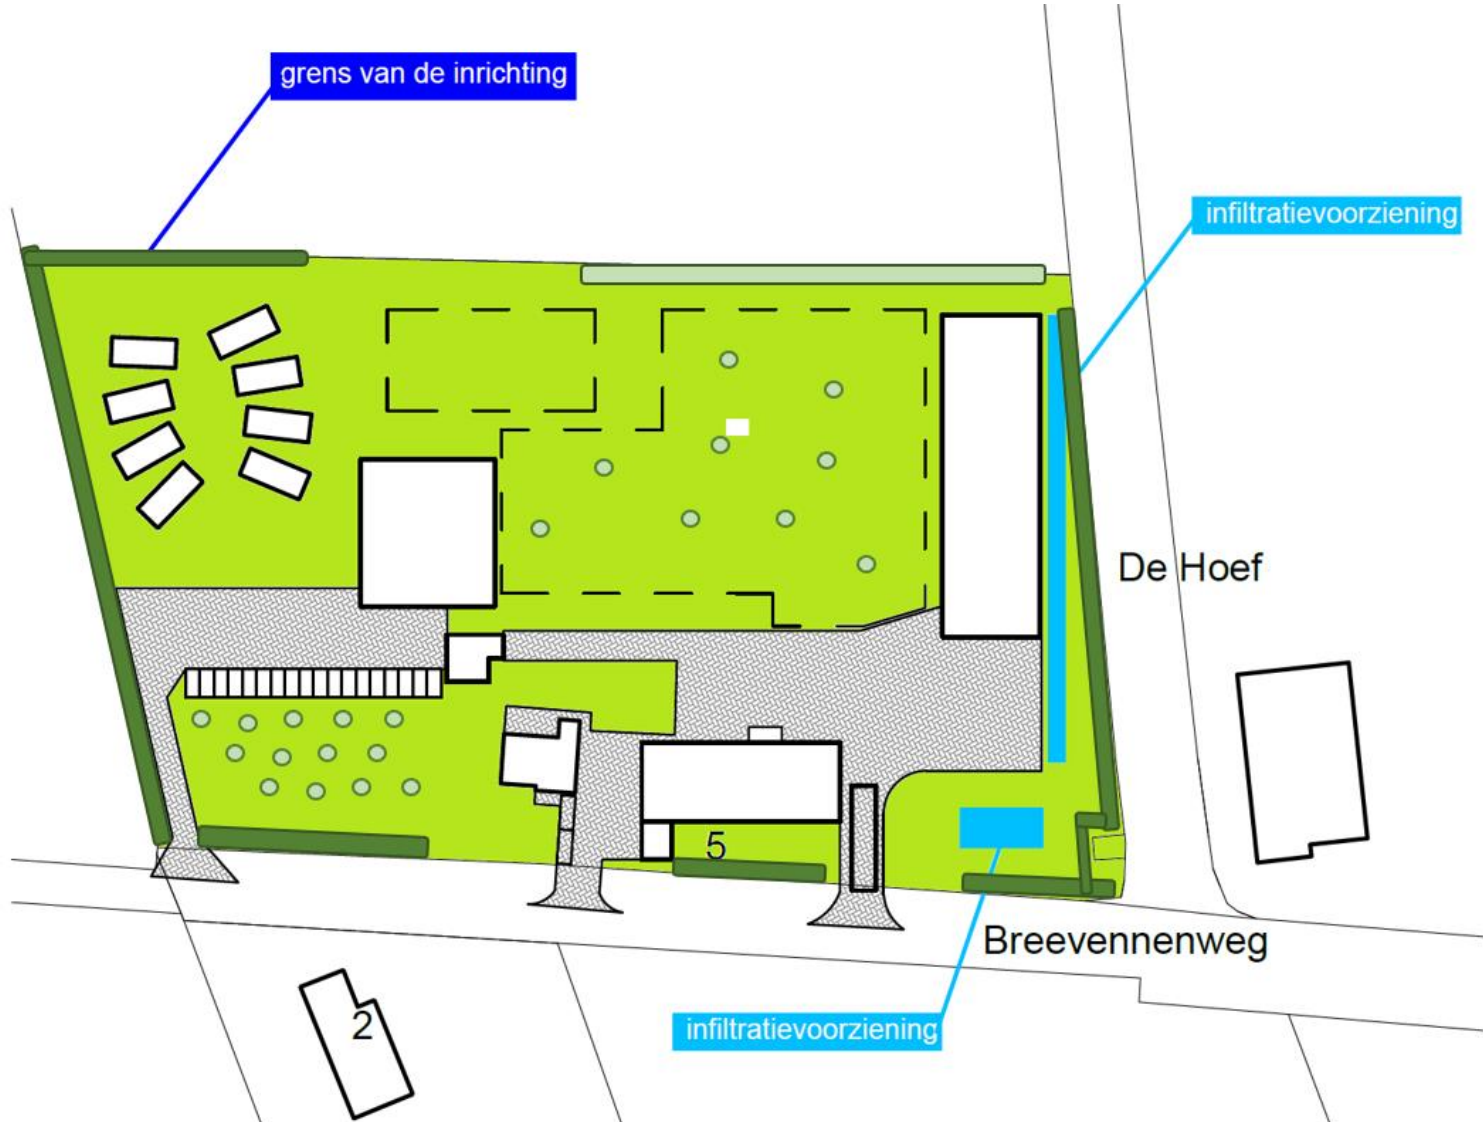 grens van de inrichting
infiltratievoorziening
De Hoef
5
Breevennenweg
2
infiltratievoorziening